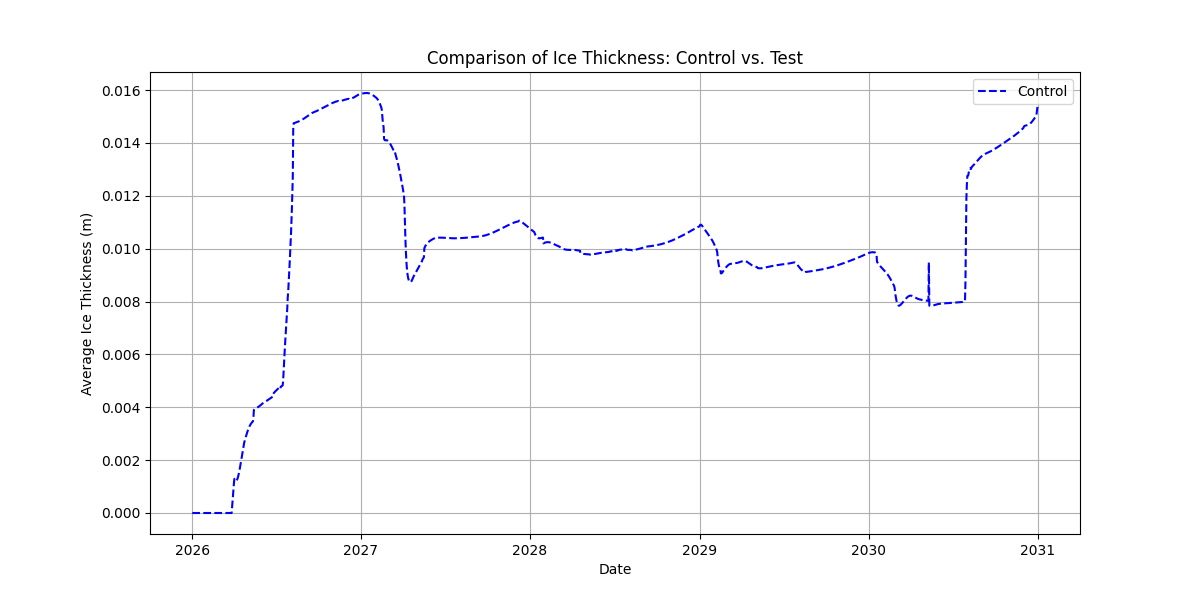 Comparison of Ice Thickness: Control vs. Test
Control
Average Ice Thickness (m)
0.016
0.014
0.012
0.010
0.008
0.006
0.004
0.002
0.000
2026 2027 2028 2029 2030 2031
Date